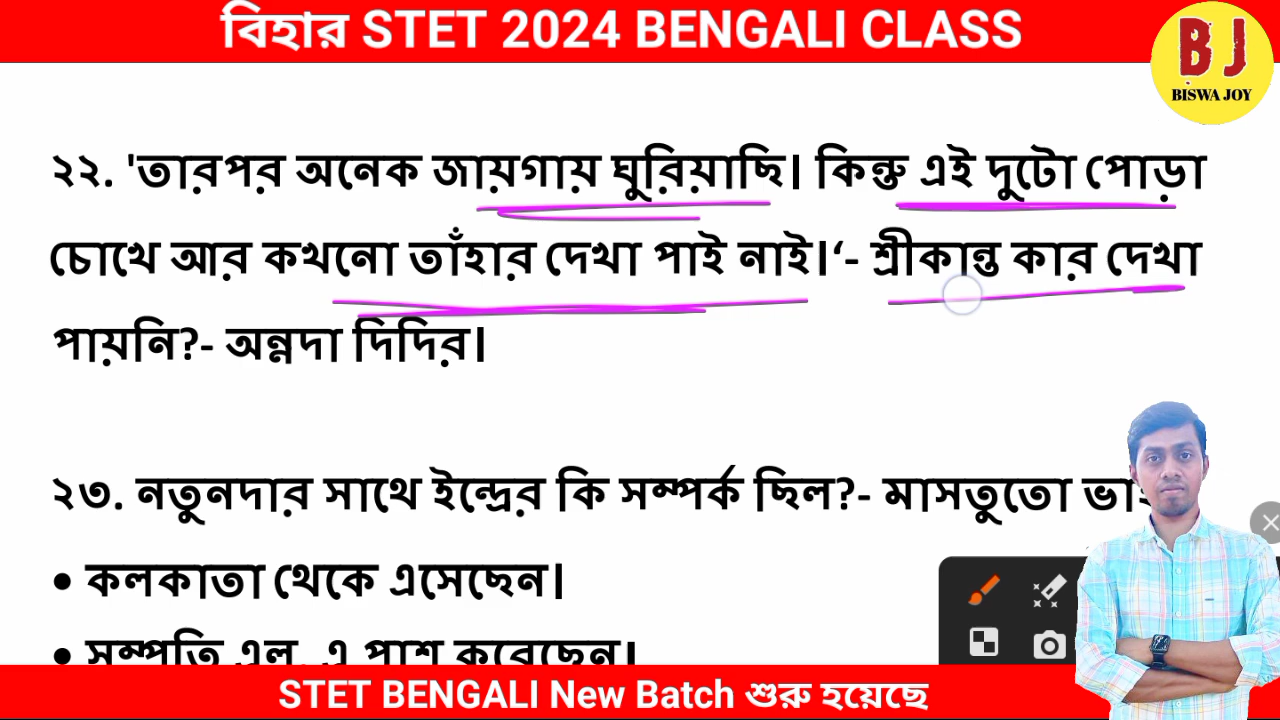 বিহার STET 2024 BENGALI CLASS
BJ
BISWA JOY
২২. 'তারপর অনেক জায়গায় ঘুরিয়াছি। কিন্তু এই দুটো পোড়া
চোখে আর কখনো তাঁহার দেখা পাই নাই।‘- শ্রীকান্ত কার দেখা
পায়নি?- অন্নদা দিদির।
২৩. নতুনদার সাথে ইন্দ্রের কি সম্পর্ক ছিল?- মাসতুতো
• কলকাতা থেকে এসেছেন।
• সম্প্রতি এল. এ পাশ করেছেন।
STET BENGALI New Batch শুরু হয়েছে